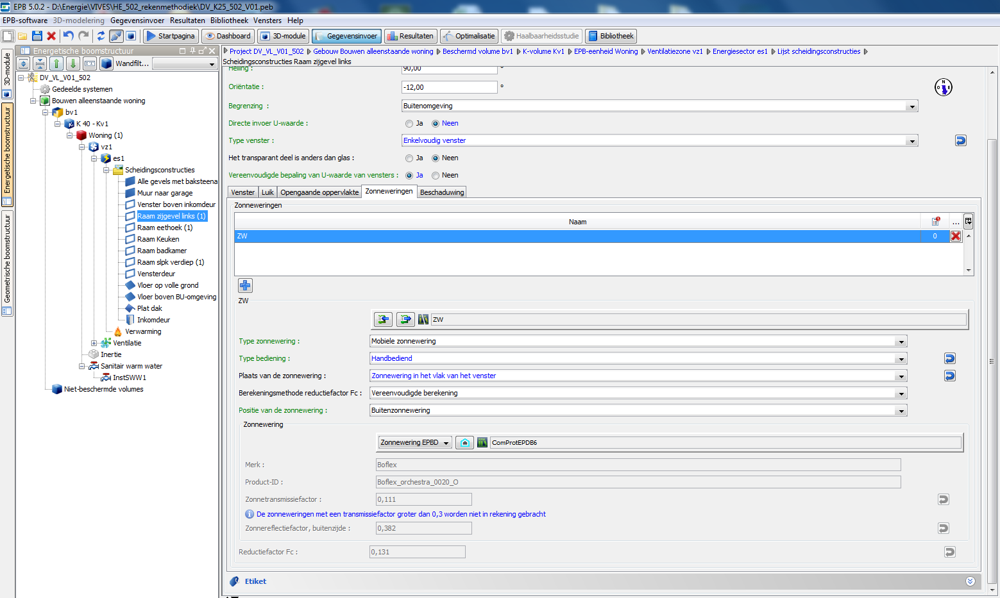 EPB 5.0.2 - D:\Energie\VIVES\HE_502_rekenmethodiek\DV_K25_502_V01.peb
EPB-software 3D-modelering Gegevensinvoer Resultaten Bibliotheek Vensters Help
Startpagina Dashboard 3D-module Gegevensinvoer Resultaten Optimalisatie Haalbaarheidsstudie Bibliotheek
Energetische boomstructuur
Wandfilt...
3D-module
Energetische boomstructuur
Geometrische boomstructuur
DV_VL_V01_502
Gedeelde systemen
Bouwen alleenstaande woning
bv1
K 40 - Kv1
Woning (1)
vz1
es1
Scheidingsconstructies
Alle gevels met baksteena
Muur naar garage
Venster boven inkomdeur
Raam zijgevel links (1)
Raam eethoek (1)
Raam Keuken
Raam badkamer
Raam slpk verdiep (1)
Vensterdeur
Vloer op volle grond
Vloer boven BU-omgeving
Plat dak
Inkomdeur
Verwarming
Ventilatie
Inertie
Sanitair warm water
InstSWW1
Niet-beschermde volumes
Project DV_VL_V01_502 Gebouw Bouwen alleenstaande woning Beschermd volume bv1 K-volume Kv1 EPB-eenheid Woning Ventilatiezone vz1 Energiesector es1 Lijst scheidingsconstructies
Scheidingsconstructies Raam zijgevel links
Helling : 90,00 °
Oriëntatie : -12,00 °
N
O E
Begrenzing : Buitenomgeving
Directe invoer U-waarde : Ja Neen
Type venster : Enkelvoudig venster
Het transparant deel is anders dan glas : Ja Neen
Vereenvoudigde bepaling van U-waarde van vensters : Ja Neen
Venster Luik Opengaande oppervlakte Zonneweringen Beschaduwing
Zonneweringen
Naam ...
ZW 0
ZW
ZW
Type zonnewering : Mobiele zonnewering
Type bediening : Handbediend
Plaats van de zonnewering : Zonnewering in het vlak van het venster
Berekeningsmethode reductiefactor Fc : Vereenvoudigde berekening
Positie van de zonnewering : Buitenzonnewering
Zonnewering
Zonnewering EPBD ComProtEPDB6
Merk : Boflex
Product-ID : Boflex_orchestra_0020_O
Zonnetransmissiefactor : 0,111
De zonneweringen met een transmissiefactor groter dan 0,3 worden niet in rekening gebracht
Zonnereflectiefactor, buitenzijde : 0,382
Reductiefactor Fc : 0,131
Etiket